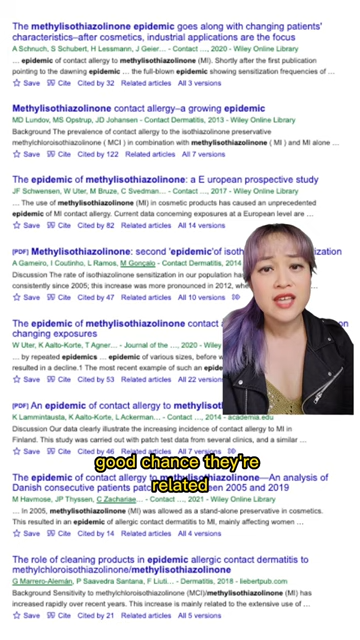 The methylisothiazolinone epidemic goes along with changing patients'
characteristics–after cosmetics, industrial applications are the focus
A Schnuch, S Schubert, H Lessmann, J Geier… - Contact …, 2020 - Wiley Online Library
… epidemic of contact allergy to methylisothiazolinone (MI). Shortly after the first publication
pointing to the dawning epidemic … the full-blown epidemic showing sensitization frequencies of …
Save Cite Cited by 32 Related articles All 3 versions
Methylisothiazolinone contact allergy–a growing epidemic
MD Lundov, MS Opstrup, JD Johansen - Contact Dermatitis, 2013 - Wiley Online Library
Background The prevalence of contact allergy to the isothiazolinone preservative
methylchloroisothiazolinone ( MCI ) in combination with methylisothiazolinone ( MI ) and MI alone …
Save Cite Cited by 122 Related articles All 7 versions
The epidemic of methylisothiazolinone: a E uropean prospective study
JF Schwensen, W Uter, M Bruze, C Svedman… - Contact …, 2017 - Wiley Online Library
… The use of methylisothiazolinone (MI) in cosmetic products has caused an unprecedented
epidemic of MI contact allergy. Current data concerning exposures at a European level are …
Save Cite Cited by 82 Related articles All 14 versions
[PDF] Methylisothiazolinone: second 'epidemic'of isoth inization
A Gameiro, I Coutinho, L Ramos, M Gonçalo - Contact Dermatitis, 2014
Discussion The rate of isothiazolinone sensitization in our population ha
consistently since 2005; this increase was more pronounced in 2012, whe
Save Cite Cited by 47 Related articles All 10 versions
The epidemic of methylisothiazolinone contact a
changing exposures
W Uter, K Aalto-Korte, T Agner… - Journal of the …, 2020 - Wiley
… by repeated epidemics … epidemic of various sizes, before w
resulted in a decline.1 The most recent example of such an epide
Save Cite Cited by 53 Related articles All 22 version
[PDF] An epidemic of contact allergy to methylis
K Lammintausta, K Aalto-Korte, L Ackerman… - Contact …, 2014 - academia.edu
Discussion Our data clearly illustrate the increasing incidence of contact allergy to MI in
Finland. This study was carried out with patch test data from several clinics, and a similar …
Save Cite Cited by 46 Related articles All 7 versions
good chance they're
related
The epidemic of contact allergy to methylisothiazolinone—An analysis of
Danish consecutive patients patc een 2005 and 2019
M Havmose, JP Thyssen, C Zachariae… - Contact …, 2021 - Wiley Online Library
… In 2005, methylisothiazolinone (MI) was allowed as a stand-alone preservative in cosmetics.
This resulted in an epidemic of allergic contact dermatitis to MI, mainly affecting women …
Save Cite Cited by 14 Related articles All 4 versions
The role of cleaning products in epidemic allergic contact dermatitis to
methylchloroisothiazolinone/methylisothiazolinone
G Marrero-Alemán, P Saavedra Santana, F Liuti… - Dermatitis, 2018 - liebertpub.com
Background Sensitivity to methylchloroisothiazolinone (MCI)/methylisothiazolinone (MI) has
increased rapidly over recent years. This increase is mainly related to the extensive use of …
Save Cite Cited by 21 Related articles All 5 versions